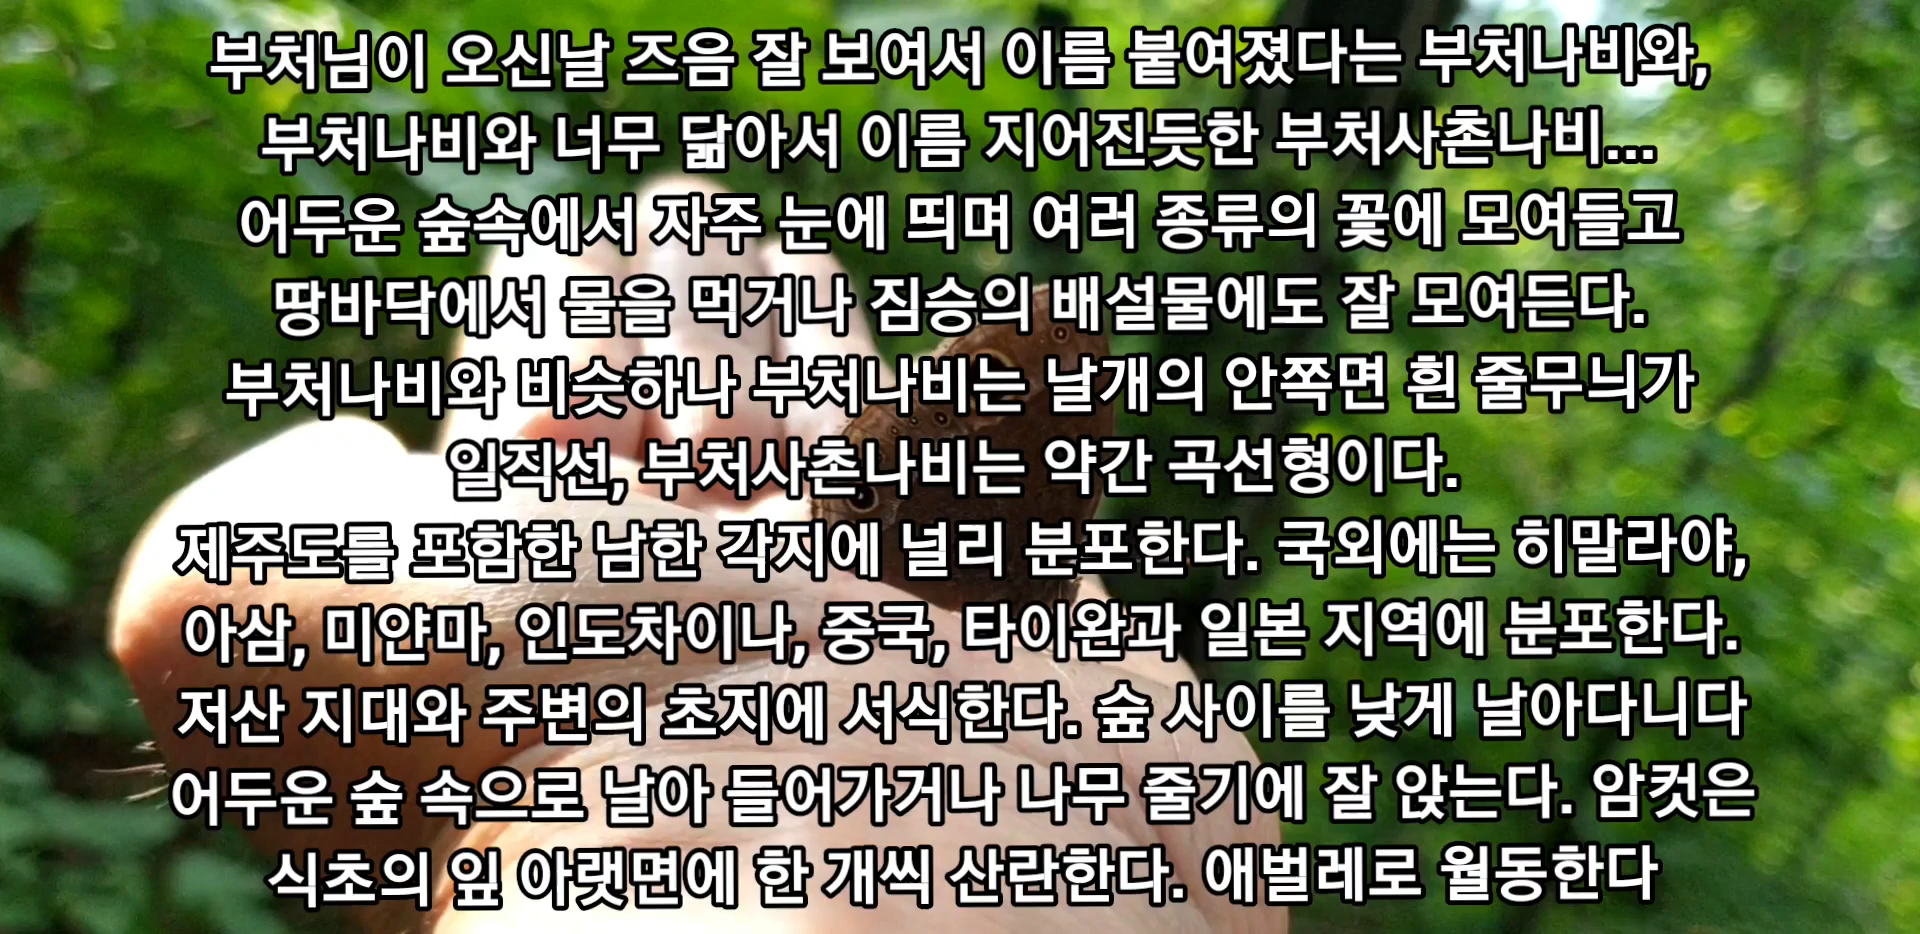 부처님이 오신날 즈음 잘 보여서 이름 붙여졌다는 부처나비와,
부처나비와 너무 닮아서 이름 지어진듯한 부처사촌나비...
어두운 숲속에서 자주 눈에 띄며 여러 종류의 꽃에 모여들고
땅바닥에서 물을 먹거나 짐승의 배설물에도 잘 모여든다.
부처나비와 비슷하나 부처나비는 날개의 안쪽면 흰 줄무늬가
일직선, 부처사촌나비는 약간 곡선형이다.
제주도를 포함한 남한 각지에 널리 분포한다. 국외에는 히말라야,
아삼, 미얀마, 인도차이나, 중국, 타이완과 일본 지역에 분포한다.
저산 지대와 주변의 초지에 서식한다. 숲 사이를 낮게 날아다니다
어두운 숲 속으로 날아 들어가거나 나무 줄기에 잘 앉는다. 암컷은
식초의 잎 아랫면에 한 개씩 산란한다. 애벌레로 월동한다